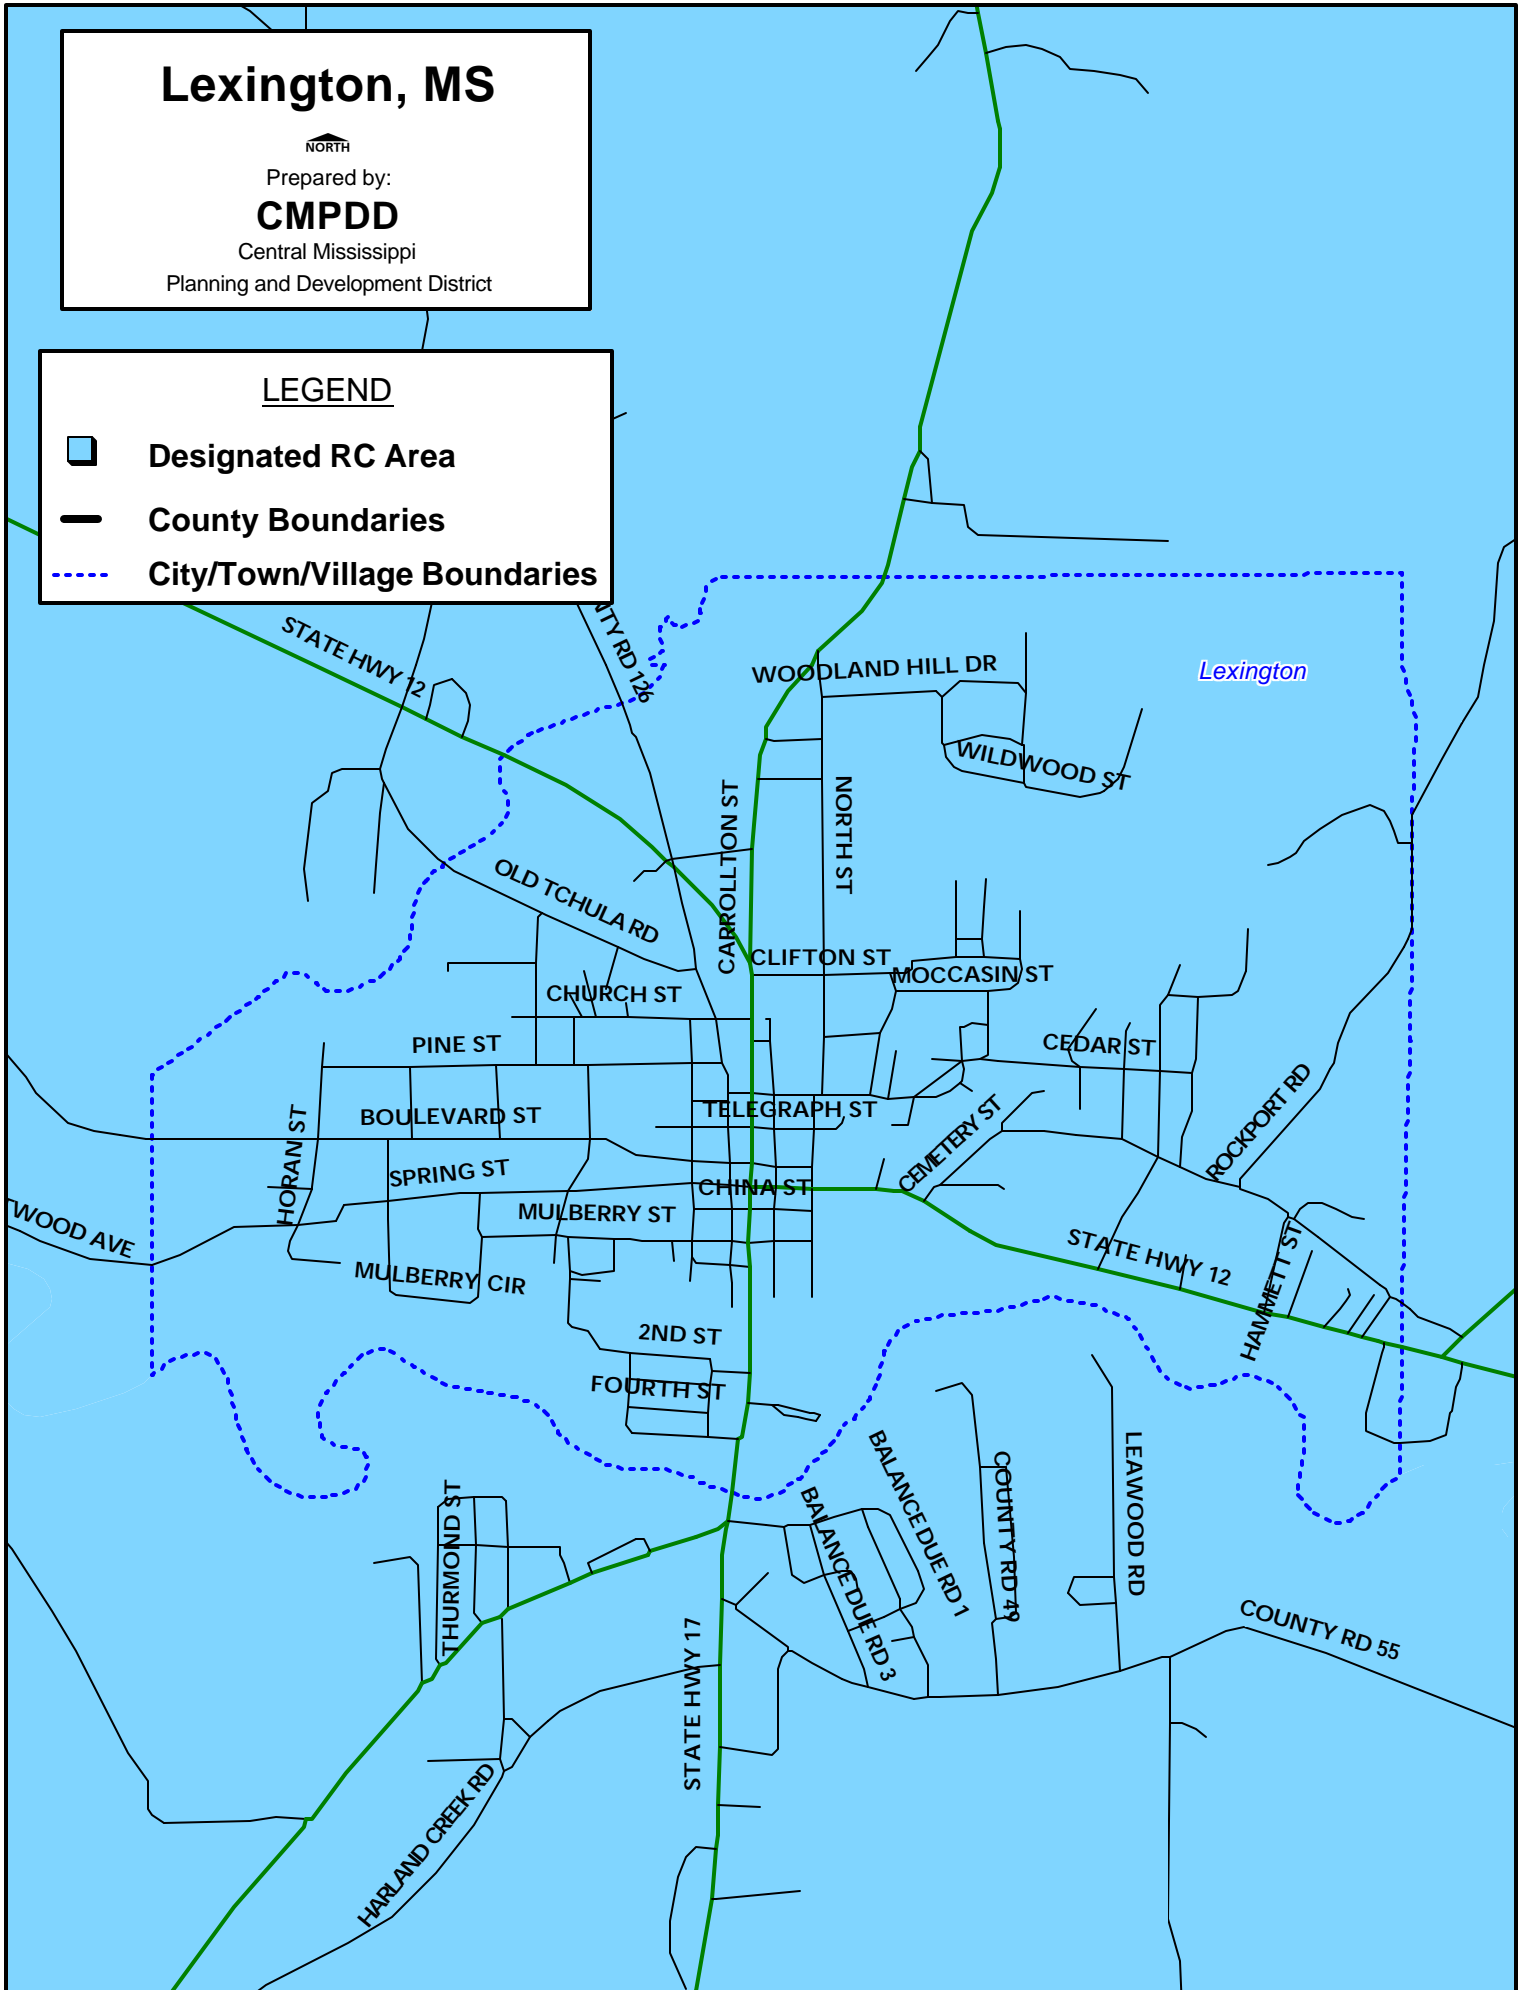 Lexington, MS
NORTH
Prepared by:
CMPDD
Central Mississippi
Planning and Development District
LEGEND
Designated RC Area
County Boundaries
City/Town/Village Boundaries
STATE HWY 12
NTY RD 126
WOODLAND HILL DR
Lexington
WILDWOOD ST
CARROLLTON ST
NORTH ST
OLD TCHULA RD
CLIFTON ST
MOCCASIN ST
CHURCH ST
PINE ST
CEDAR ST
BOULEVARD ST
TELEGRAPH ST
CEMETERY ST
ROCKPORT RD
HORAN ST
SPRING ST
CHINA ST
MULBERRY ST
WOOD AVE
MULBERRY CIR
STATE HWY 12
HAMMETT ST
2ND ST
FOURTH ST
THURMOND ST
BALANCE DUE RD 3
BALANCE DUE RD 1
COUNTY RD 49
LEAWOOD RD
COUNTY RD 55
STATE HWY 17
HARLAND CREEK RD